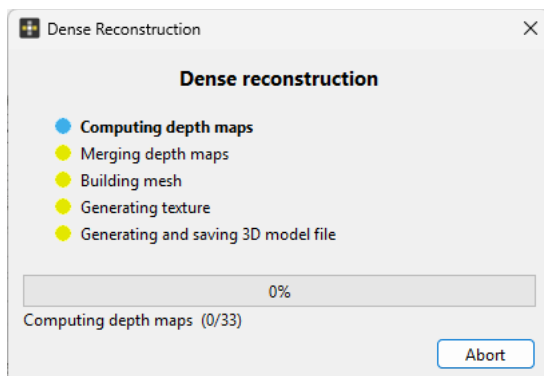 Dense Reconstruction
Dense reconstruction
Computing depth maps
Merging depth maps
Building mesh
Generating texture
Generating and saving 3D model file
0%
Computing depth maps (0/33)
Abort